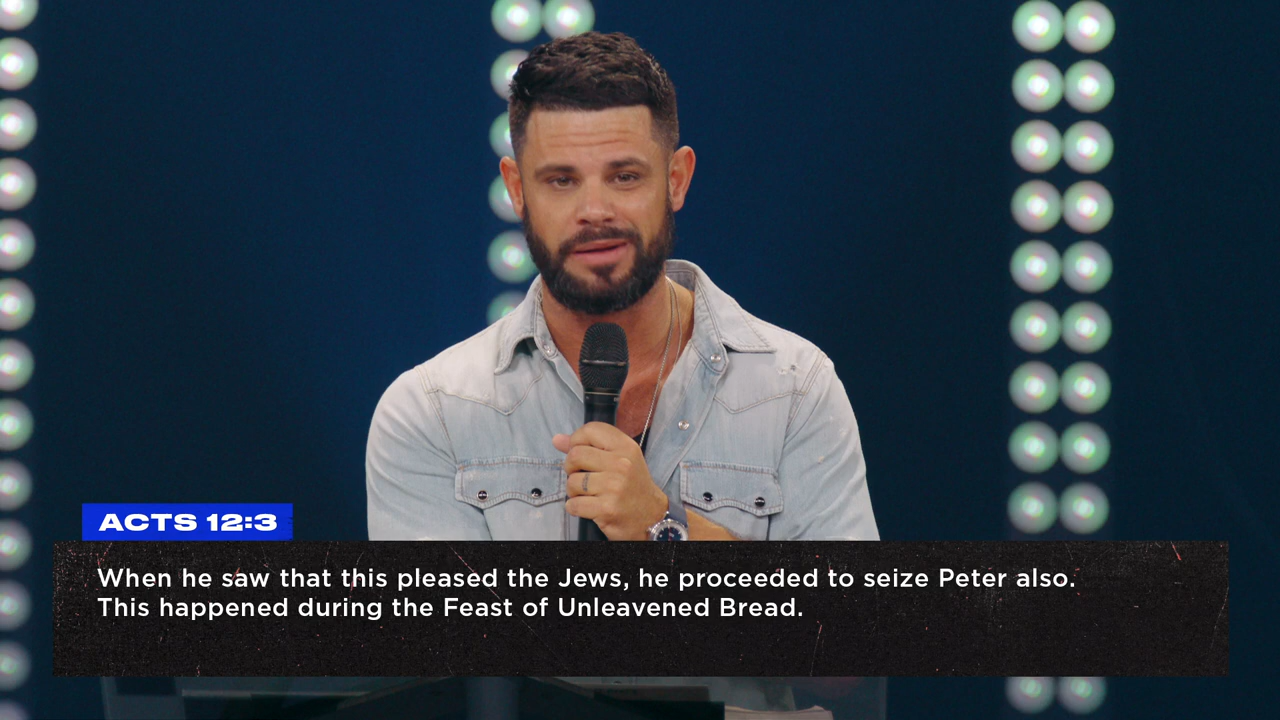 ACTS 12:3
When he saw that this pleased the Jews, he proceeded to seize Peter also.
This happened during the Feast of Unleavened Bread.